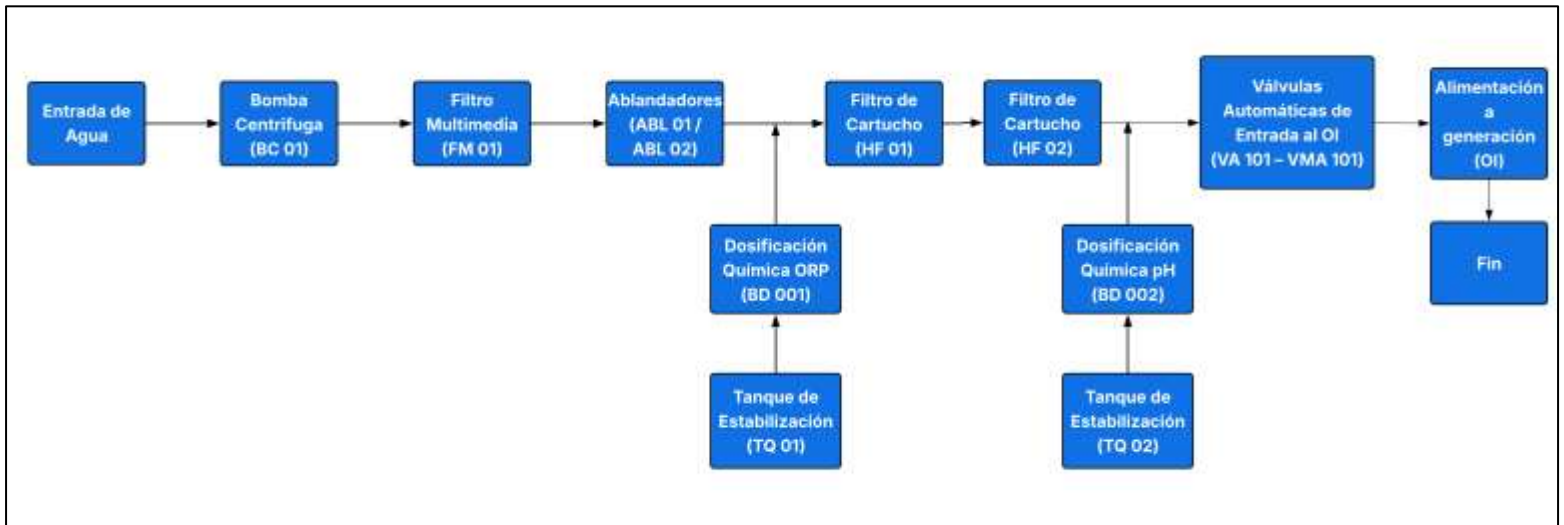 Entrada de
Agua
Bomba
Centrifuga
(BC 01)
Filtro
Multimedia
(FM 01)
Ablandadores
(ABL 01 /
ABL 02)
Filtro de
Cartucho
(HF 01)
Filtro de
Cartucho
(HF 02)
Válvulas
Automáticas de
Entrada al OI
(VA 101 – VMA 101)
Alimentación
a
generación
(OI)
Dosificación
Química ORP
(BD 001)
Dosificación
Química pH
(BD 002)
Fin
Tanque de
Estabilización
(TQ 01)
Tanque de
Estabilización
(TQ 02)